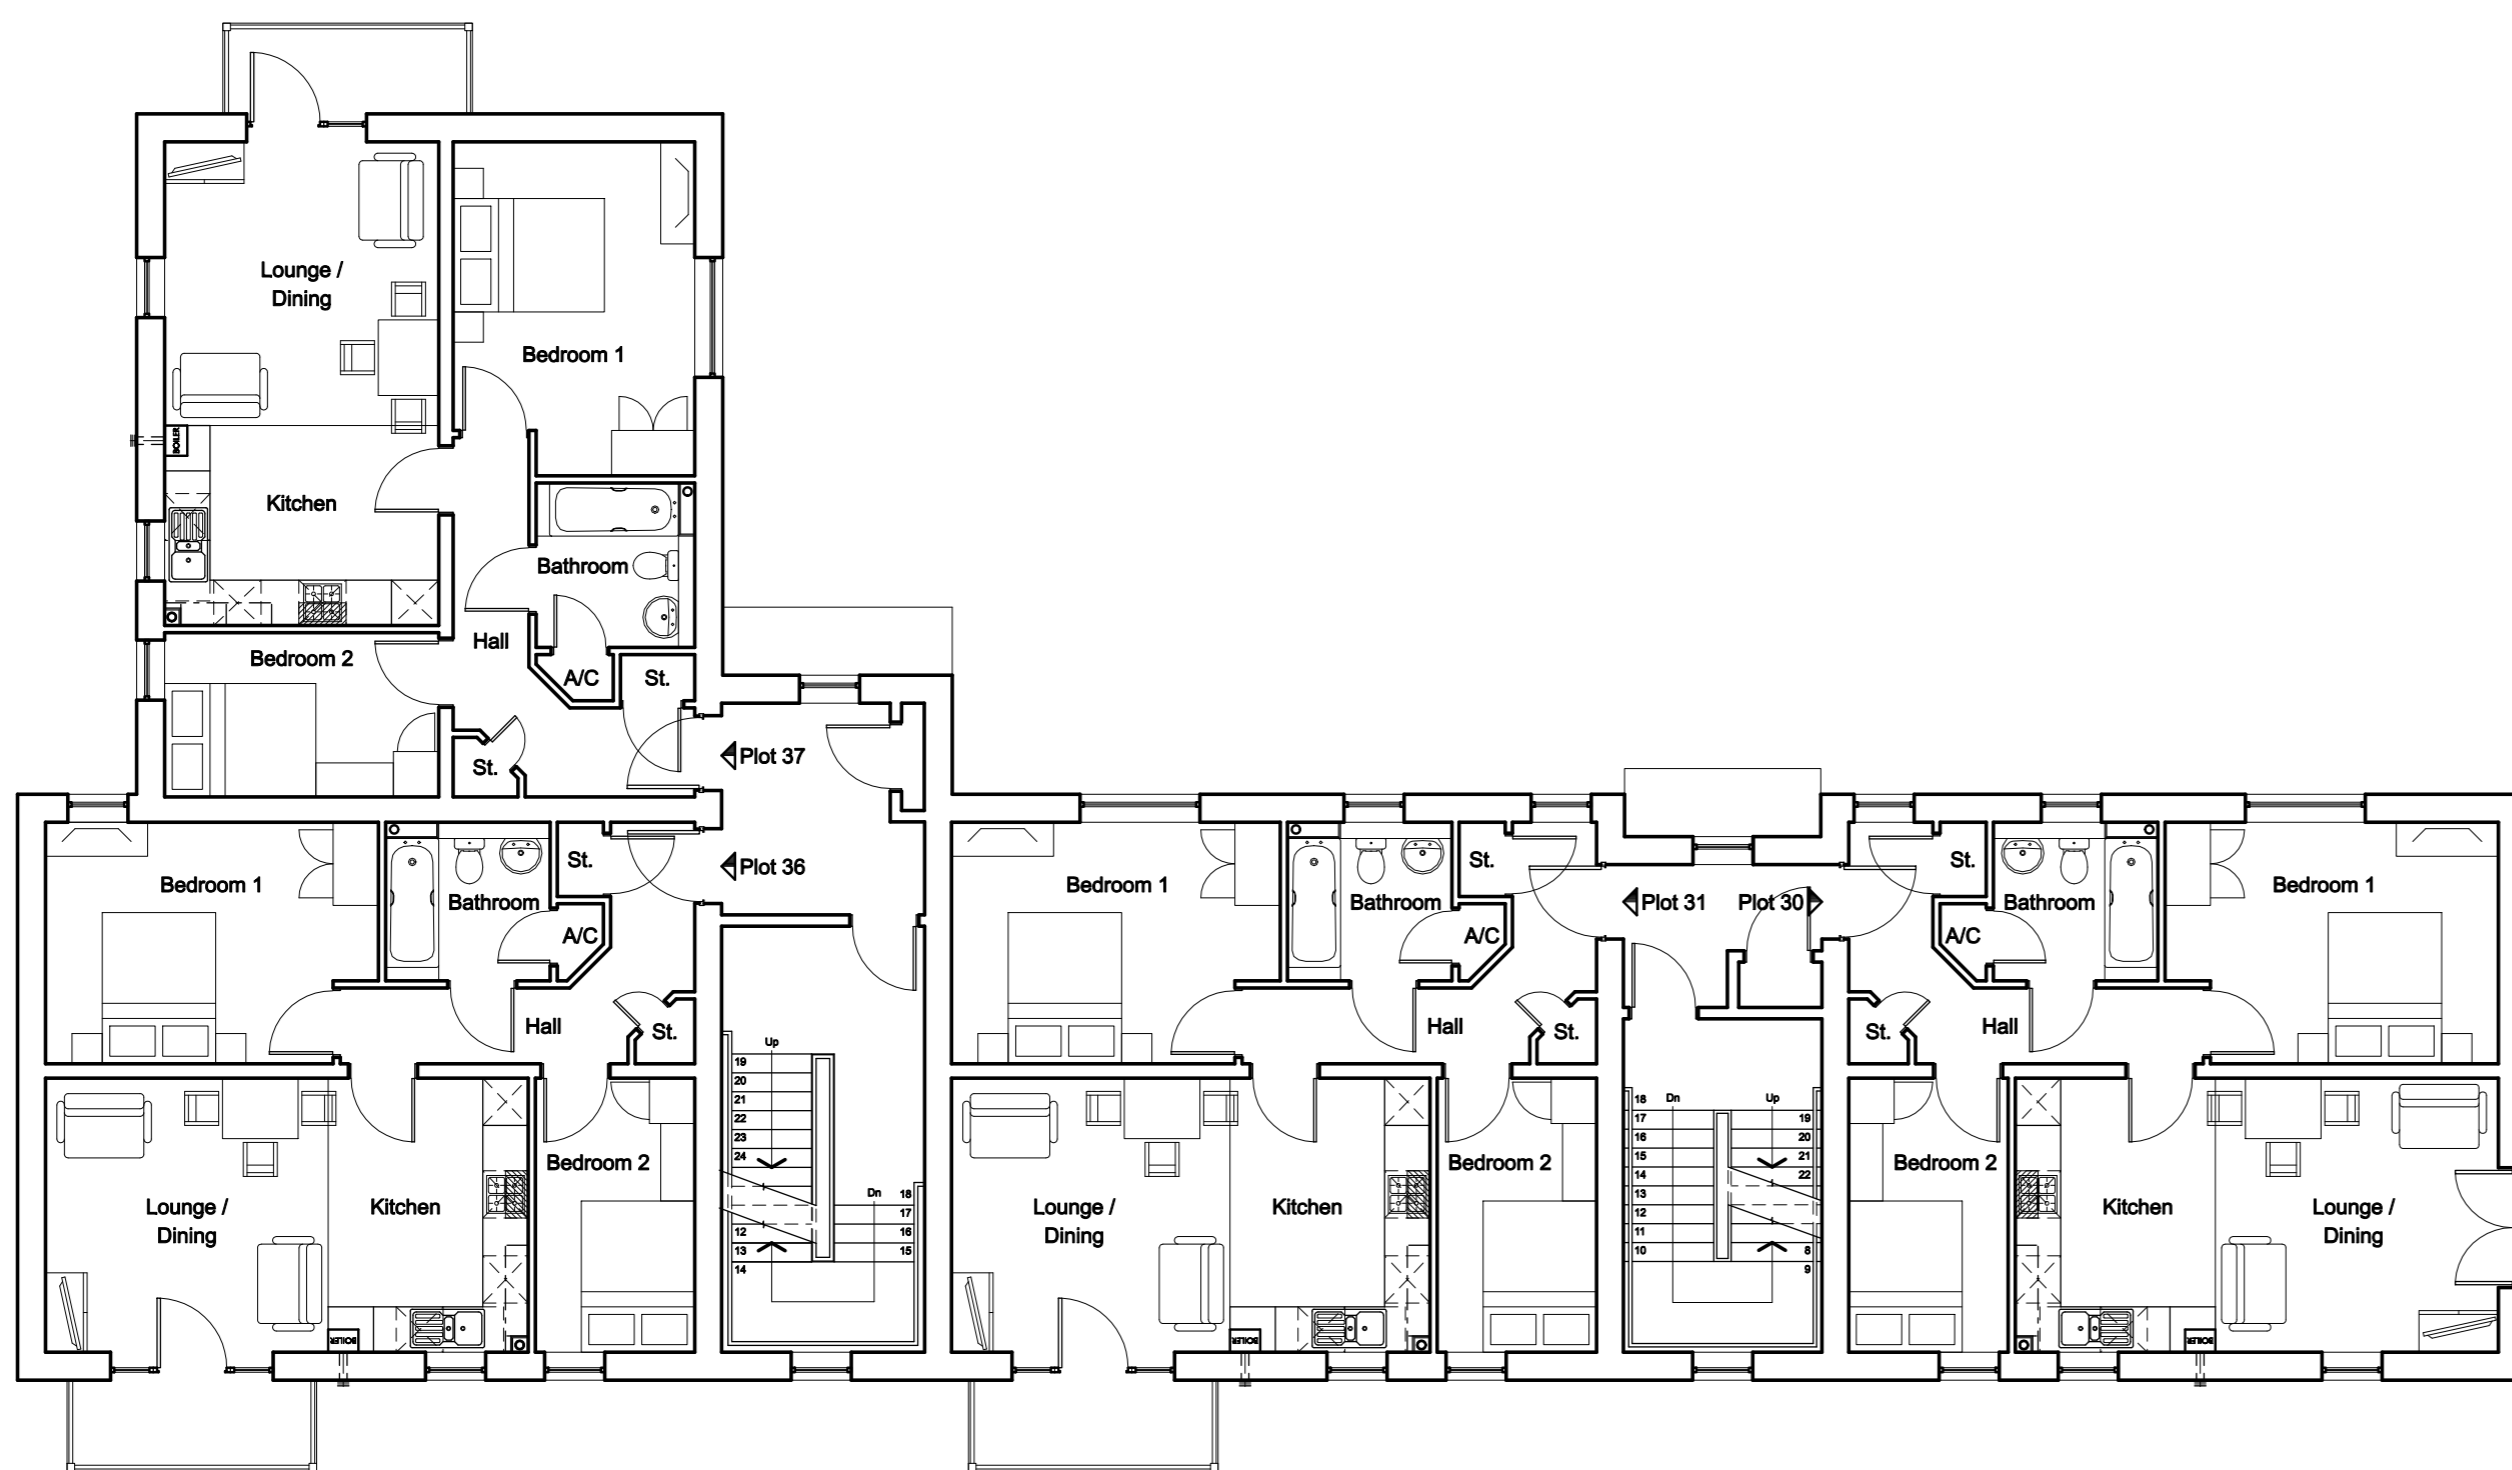 Lounge /
Dining
Bedroom 1
BOILER
Kitchen
Bathroom
Hall
Bedroom 2
A/C
St.
St.
Plot 37
Plot 36
Bedroom 1
Bathroom
St.
A/C
Hall
St.
Bedroom 2
Lounge /
Dining
Kitchen
BOILER
Up
19
20
21
22
23
24
12
13
14
Dn
18
17
16
15
Bedroom 1
Bathroom
St.
A/C
Hall
St.
Plot 31
Plot 30
Lounge /
Dining
Kitchen
BOILER
Bedroom 2
18
17
16
15
14
13
12
11
10
Dn
Up
19
20
21
22
8
9
St.
A/C
Bathroom
Bedroom 1
St.
Hall
Bedroom 2
Kitchen
BOILER
Lounge /
Dining